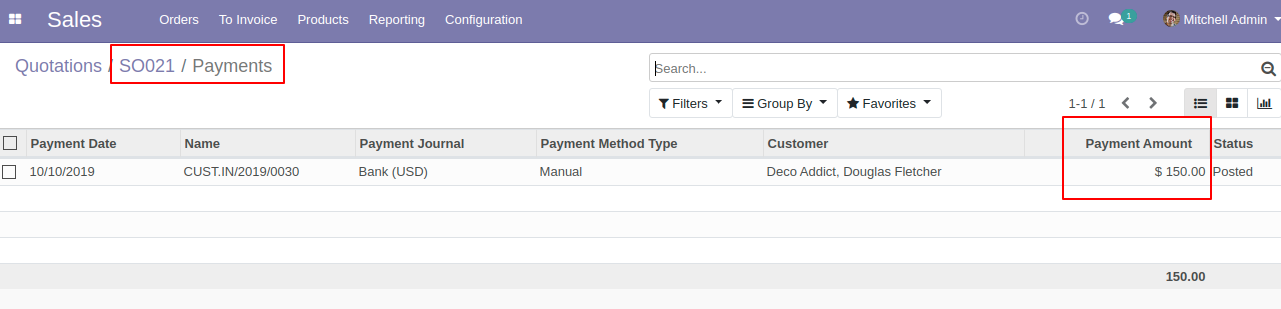 Sales Orders To Invoice Products Reporting Configuration 1 Mitchell Admin
Quotations / SO021 / Payments
Search...
Filters Group By Favorites 1-1 / 1
Payment Date Name Payment Journal Payment Method Type Customer Payment Amount Status
10/10/2019 CUST.IN/2019/0030 Bank (USD) Manual Deco Addict, Douglas Fletcher $ 150.00 Posted
150.00